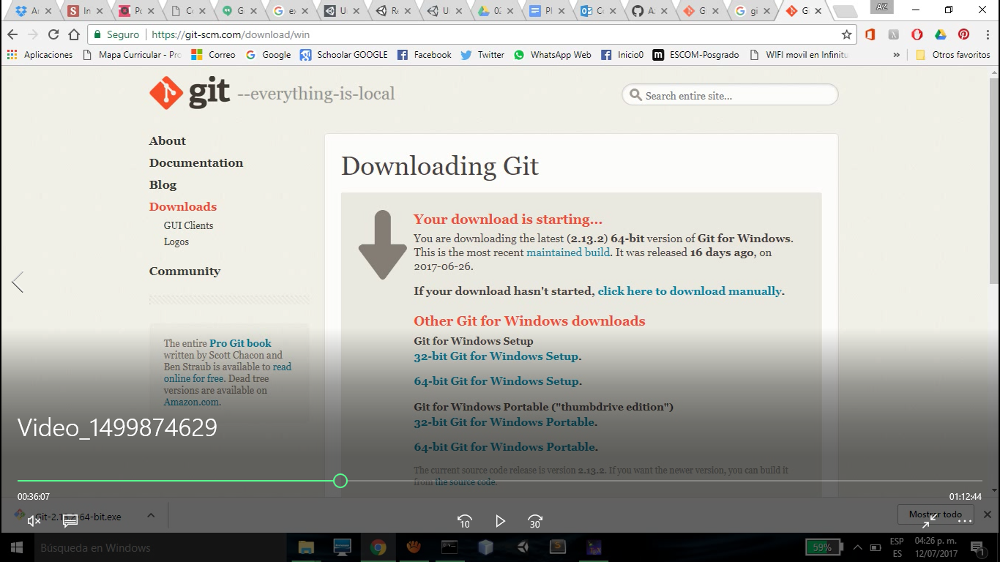 AZ
Seguro
https://git-scm.com/download/win
Aplicaciones
Mapa Curricular - Pro
Correo
Google
Schoolar GOOGLE
Facebook
Twitter
WhatsApp Web
Inicio0
ESCOM-Posgrado
WIFI movil en Infinitu
»
Otros favoritos
git --everything-is-local
Search entire site...
About
Documentation
Blog
Downloads
GUI Clients
Logos
Community
The entire Pro Git book
written by Scott Chacon and
Ben Straub is available to read
online for free. Dead tree
versions are available on
Amazon.com.
Downloading Git
Your download is starting...
You are downloading the latest (2.13.2) 64-bit version of Git for Windows.
This is the most recent maintained build. It was released 16 days ago, on
2017-06-26.
If your download hasn't started, click here to download manually.
Other Git for Windows downloads
Git for Windows Setup
32-bit Git for Windows Setup.
64-bit Git for Windows Setup.
Git for Windows Portable ("thumbdrive edition")
32-bit Git for Windows Portable.
64-bit Git for Windows Portable.
The current source code release is version 2.13.2. If you want the newer version, you can build it
from the source code.
Video_1499874629
00:36:07
01:12:44
Git-2.13.2-64-bit.exe
10
30
Mostrar todo
Búsqueda en Windows
59%
ESP
ES
04:26 p. m.
12/07/2017
1